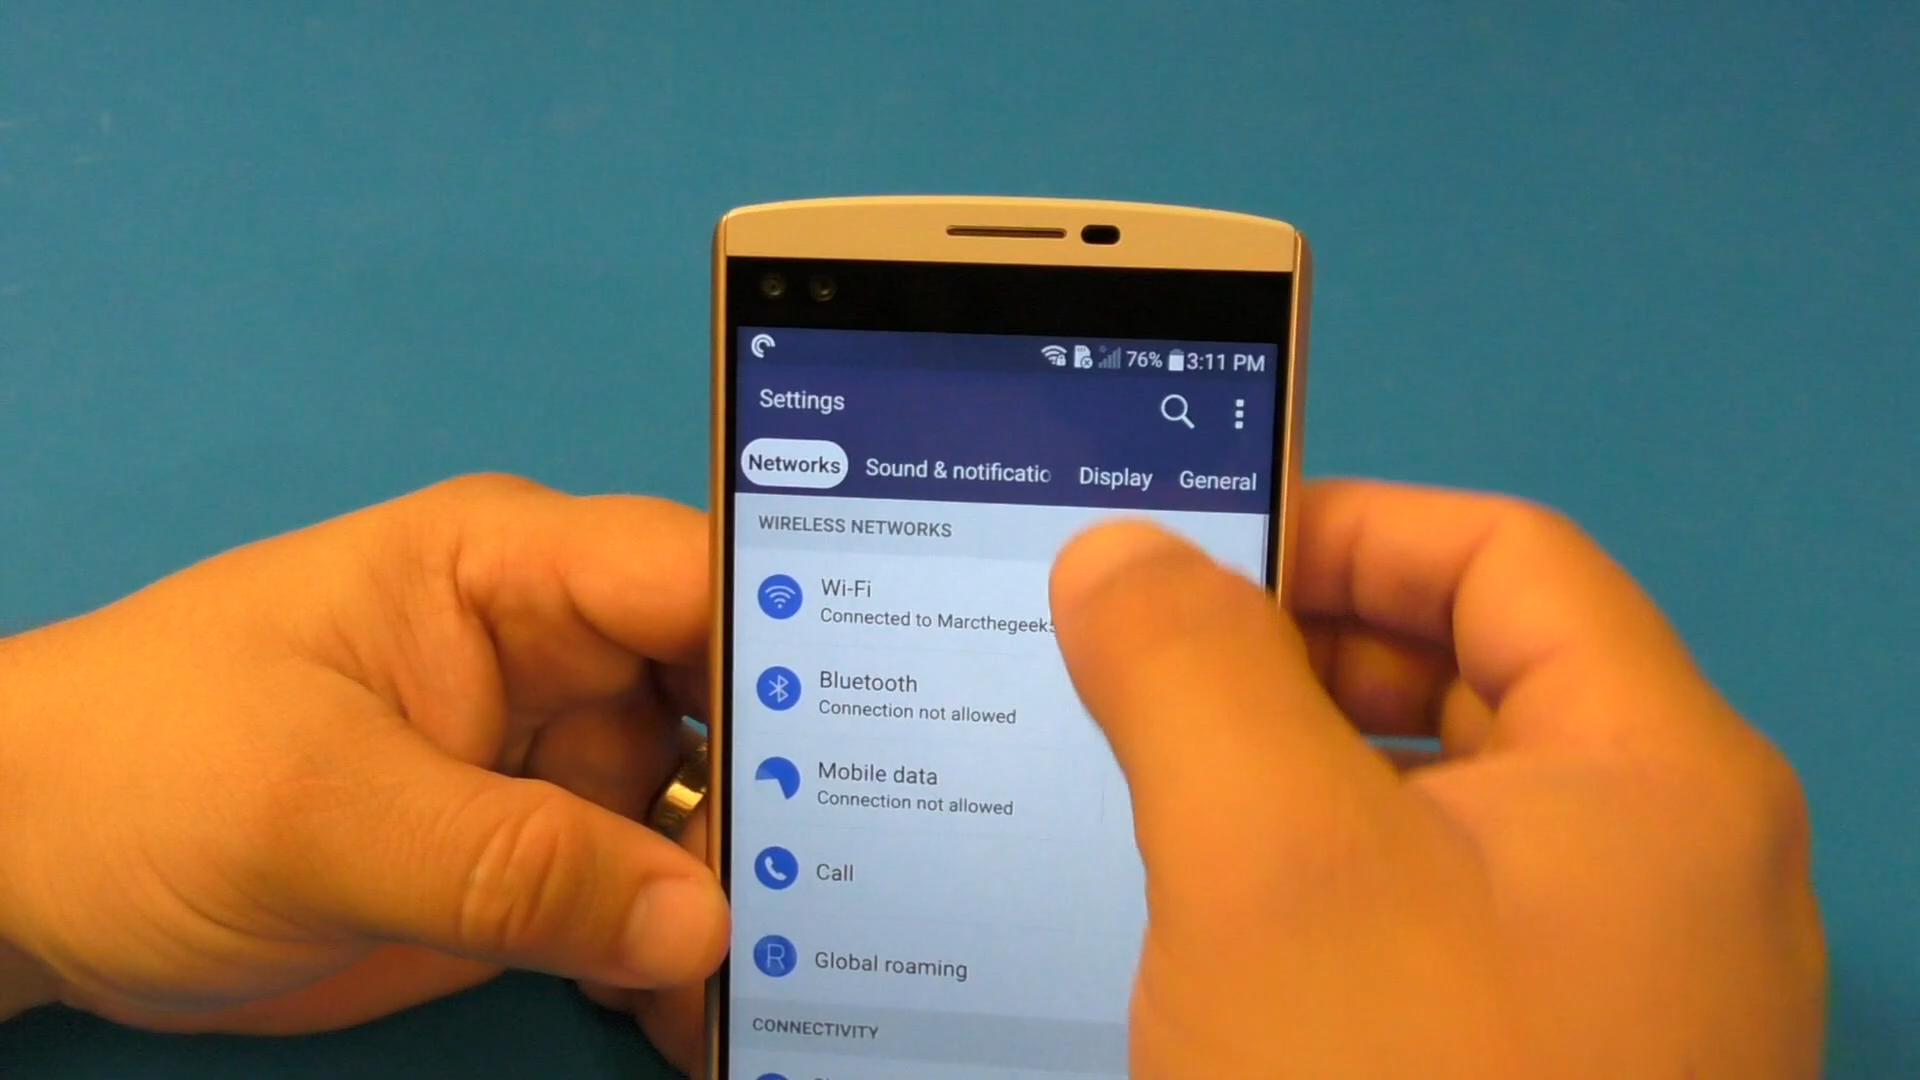 76% 3:11 PM
Settings
Networks Sound & notificatio Display General
WIRELESS NETWORKS
Wi-Fi
Connected to Marcthegeek
Bluetooth
Connection not allowed
Mobile data
Connection not allowed
Call
R Global roaming
CONNECTIVITY